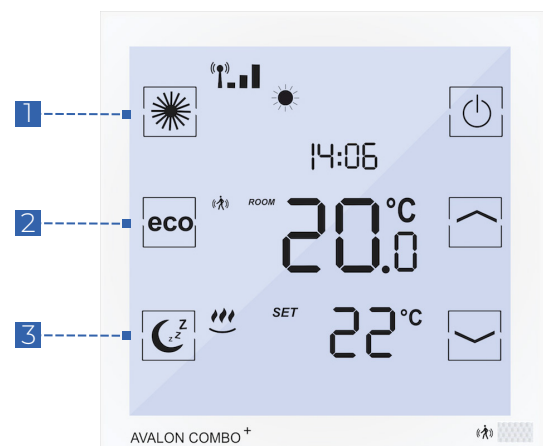 1
14:06
2
eco
ROOM
20.0 °C
3
z z Z
SET
22 °C
AVALON COMBO+